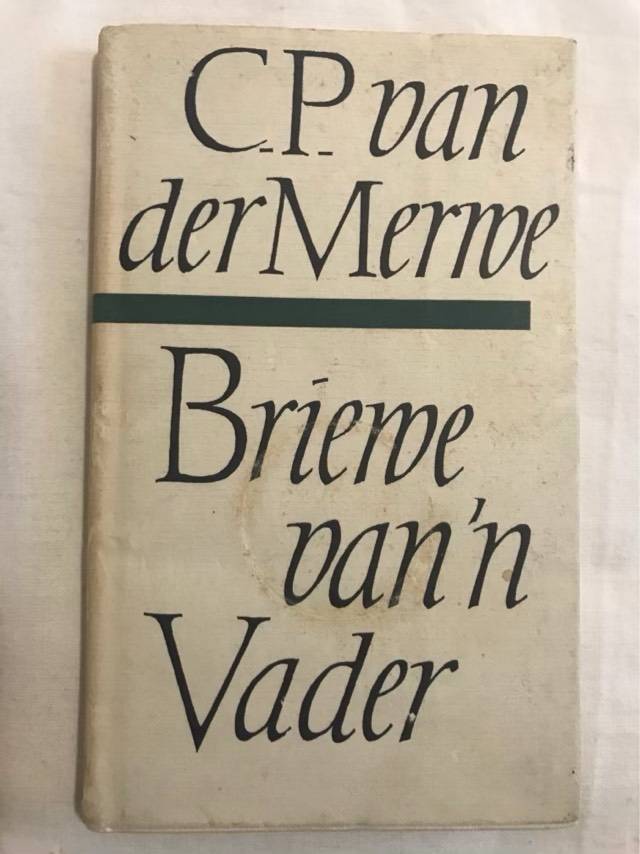 C.P. van
der Merwe
Briewe
van 'n
Vader